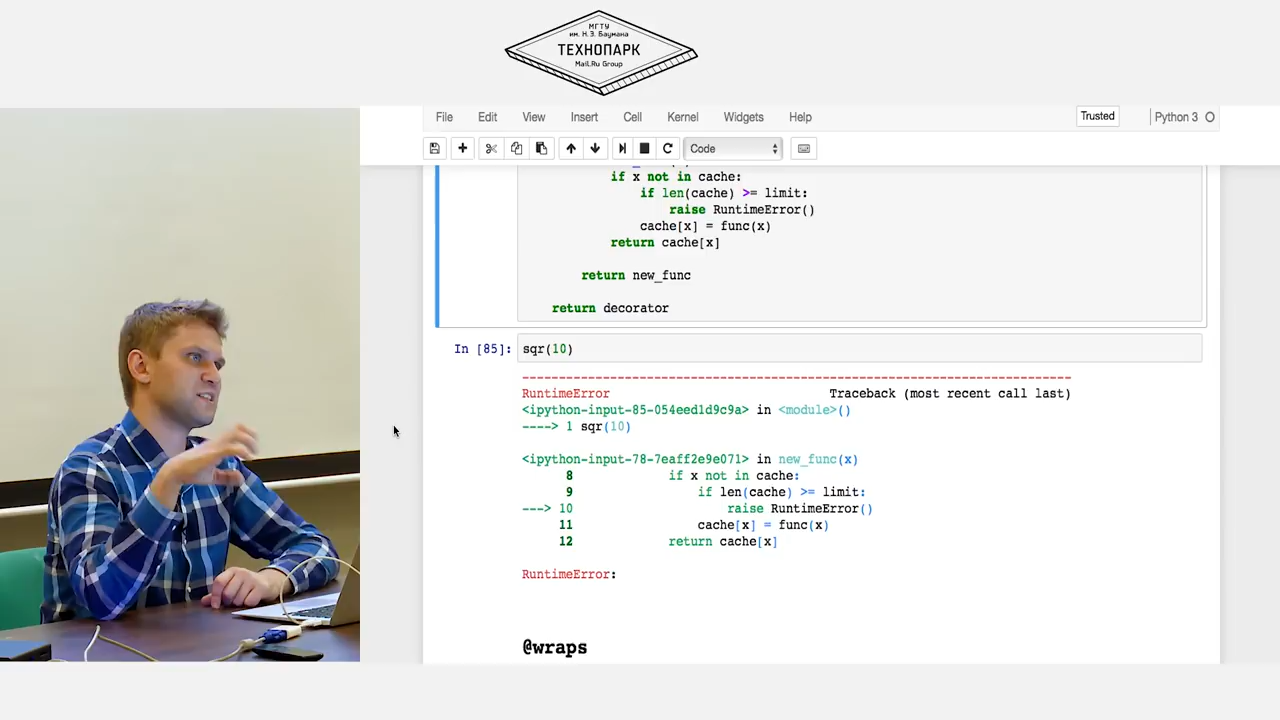 МГТУ
им. Н.Э. Баумана
ТЕХНОПАРК
Mail.Ru Group
File Edit View Insert Cell Kernel Widgets Help Trusted Python 3
Code
if x not in cache:
if len(cache) >= limit:
raise RuntimeError()
cache[x] = func(x)
return cache[x]
return new_func
return decorator
In [85]: sqr(10)
---------------------------------------------------------------------------
RuntimeError Traceback (most recent call last)
<ipython-input-85-054eed1d9c9a> in <module>()
----> 1 sqr(10)
<ipython-input-78-7eaff2e9e071> in new_func(x)
8 if x not in cache:
9 if len(cache) >= limit:
---> 10 raise RuntimeError()
11 cache[x] = func(x)
12 return cache[x]
RuntimeError:
@wraps